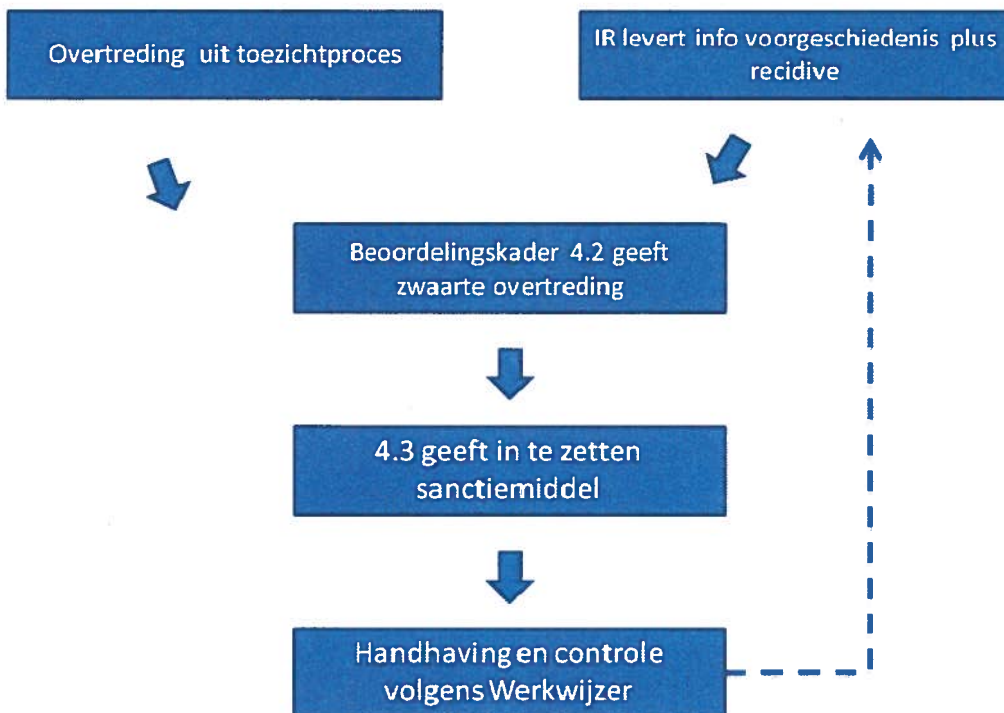 Overtreding uit toezichtproces
IR levert info voorgeschiedenis plus
recidive
Beoordelingskader 4.2 geeft
zwaarte overtreding
4.3 geeft in te zetten
sanctiemiddel
Handhaving en controle
volgens Werkwijzer